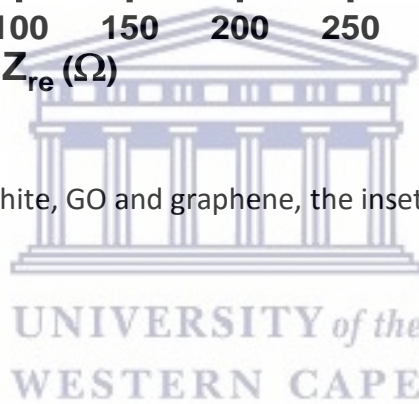 100 150 200 250
Zre (Ω)
hite, GO and graphene, the inset
UNIVERSITY of the
WESTERN CAPE